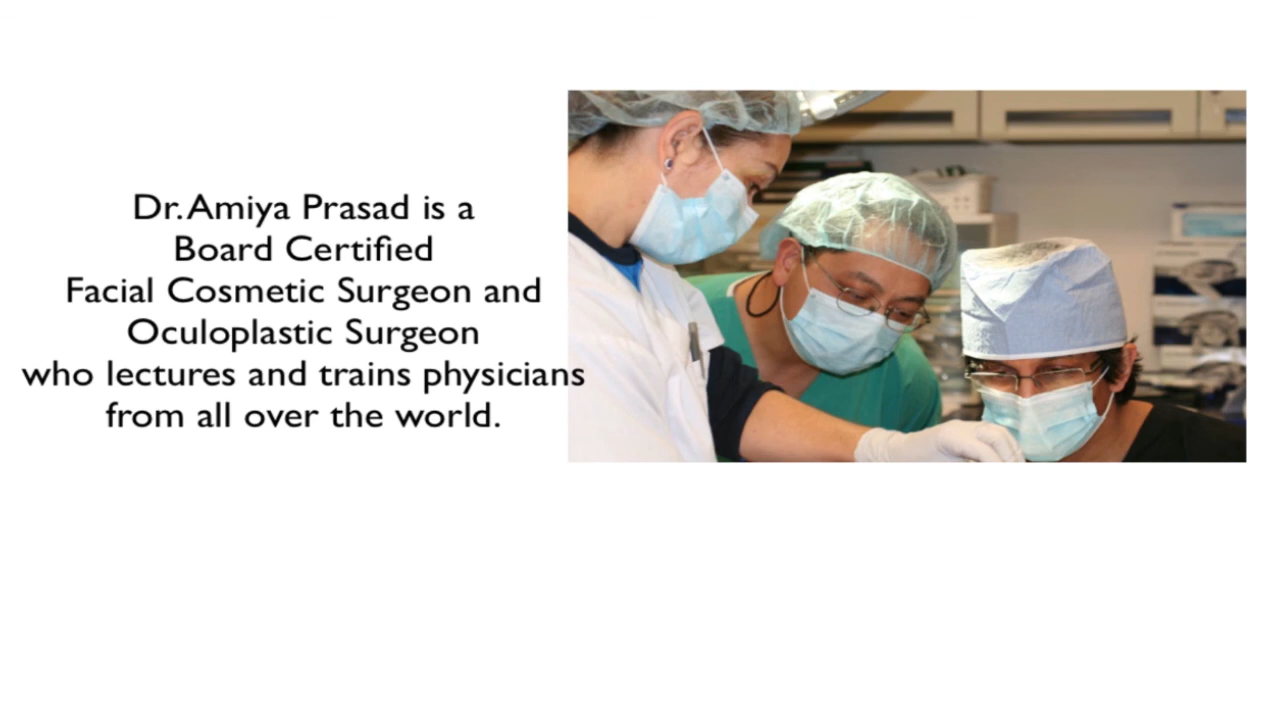 Dr. Amiya Prasad is a
Board Certified
Facial Cosmetic Surgeon and
Oculoplastic Surgeon
who lectures and trains physicians
from all over the world.